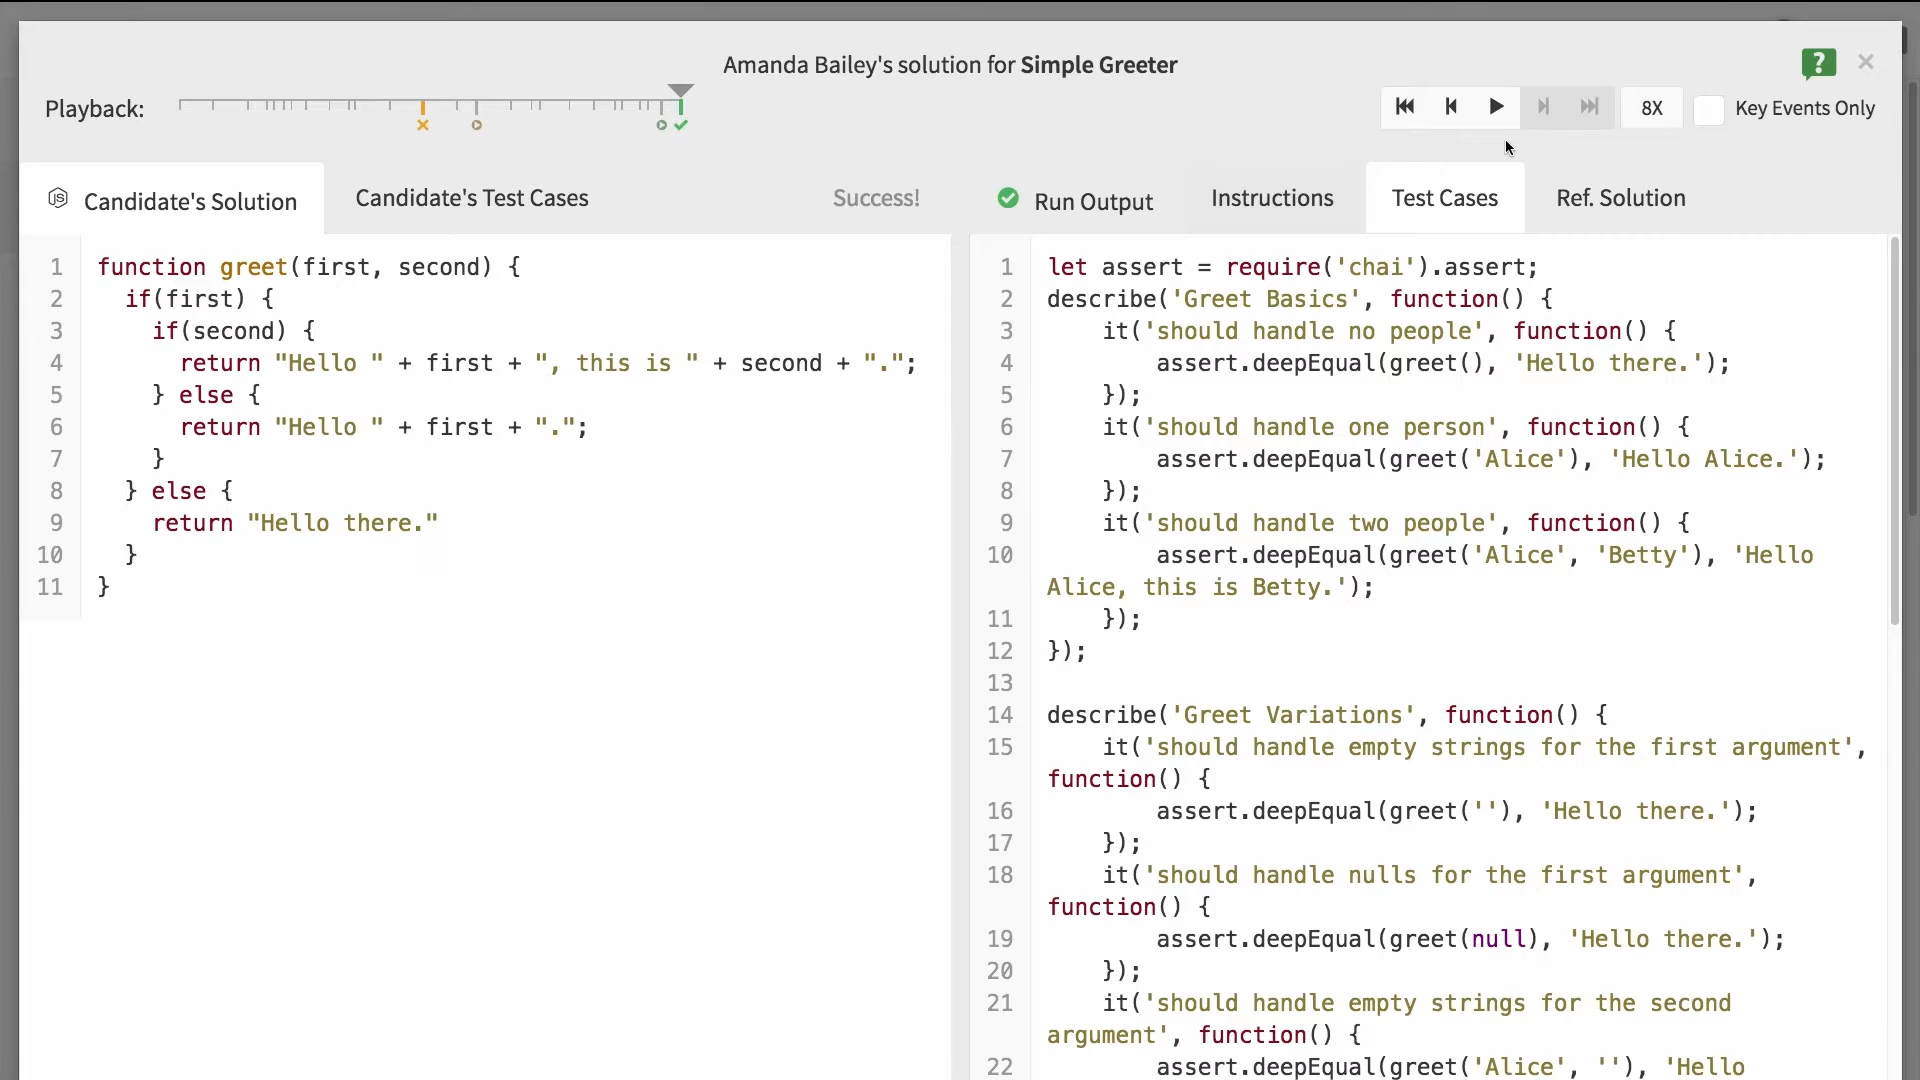 Amanda Bailey's solution for Simple Greeter
?
Playback:
8X
Key Events Only
JS Candidate's Solution
Candidate's Test Cases
Success!
Run Output
Instructions
Test Cases
Ref. Solution
1 function greet(first, second) {
2 if(first) {
3 if(second) {
4 return "Hello " + first + ", this is " + second + ".";
5 } else {
6 return "Hello " + first + ".";
7 }
8 } else {
9 return "Hello there."
10 }
11 }
1 let assert = require('chai').assert;
2 describe('Greet Basics', function() {
3 it('should handle no people', function() {
4 assert.deepEqual(greet(), 'Hello there.');
5 });
6 it('should handle one person', function() {
7 assert.deepEqual(greet('Alice'), 'Hello Alice.');
8 });
9 it('should handle two people', function() {
10 assert.deepEqual(greet('Alice', 'Betty'), 'Hello
Alice, this is Betty.');
11 });
12 });
13
14 describe('Greet Variations', function() {
15 it('should handle empty strings for the first argument',
function() {
16 assert.deepEqual(greet(''), 'Hello there.');
17 });
18 it('should handle nulls for the first argument',
function() {
19 assert.deepEqual(greet(null), 'Hello there.');
20 });
21 it('should handle empty strings for the second
argument', function() {
22 assert.deepEqual(greet('Alice', ''), 'Hello